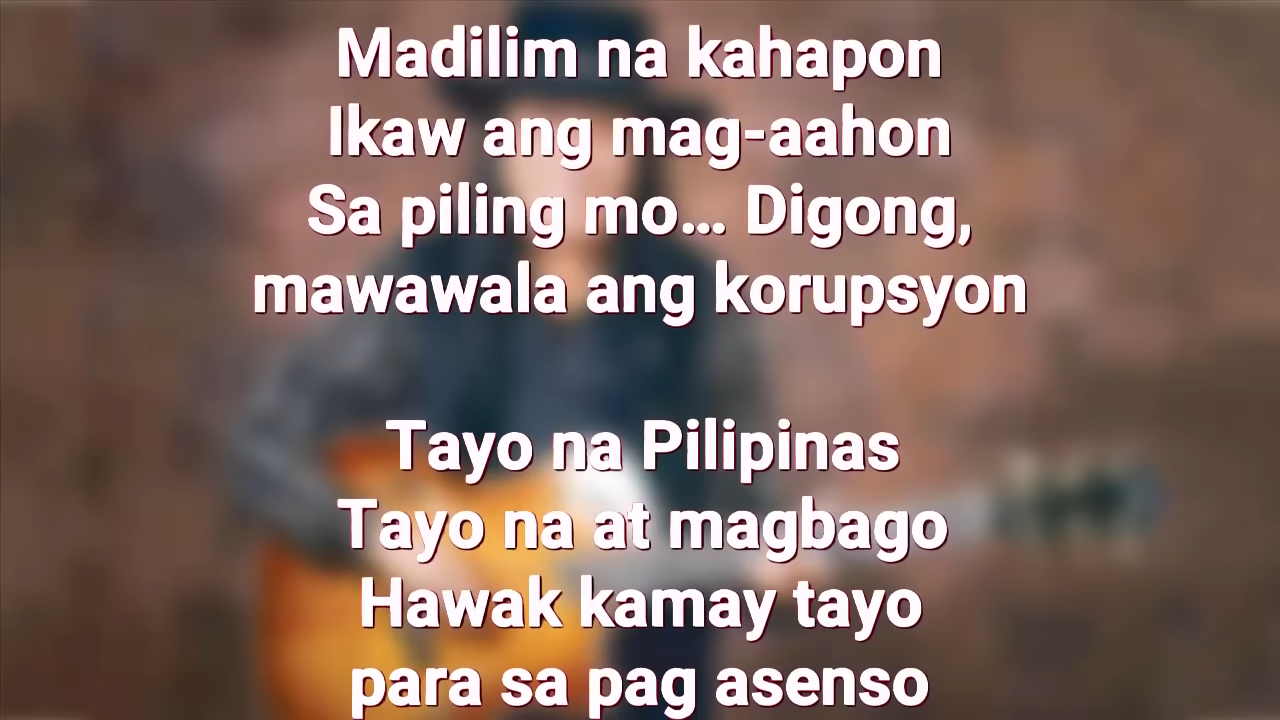 Madilim na kahapon
Ikaw ang mag-aahon
Sa piling mo... Digong,
mawawala ang korupsyon
Tayo na Pilipinas
Tayo na at magbago
Hawak kamay tayo
para sa pag asenso